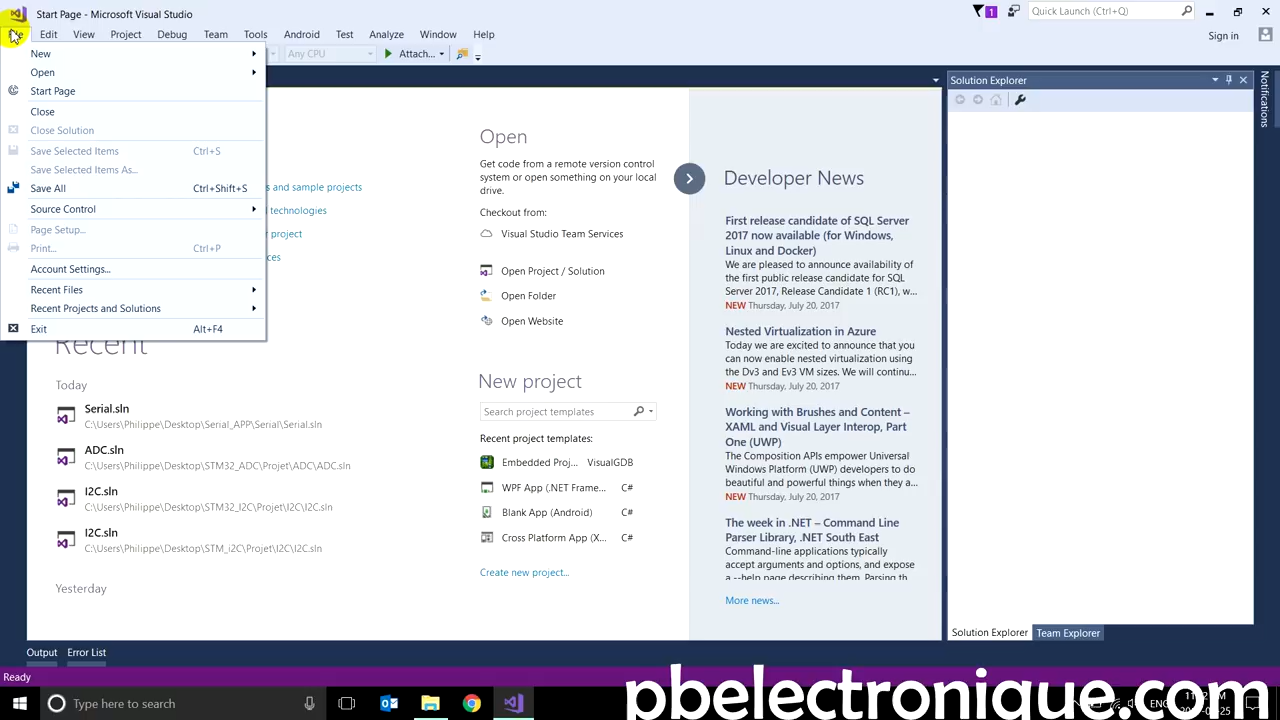 Start Page - Microsoft Visual Studio
1
Quick Launch (Ctrl+Q)
Edit View Project Debug Team Tools Android Test Analyze Window Help
Sign in
Any CPU
Attach...
New
Open
Start Page
Close
Close Solution
Save Selected Items Ctrl+S
Save Selected Items As...
Save All Ctrl+Shift+S
Source Control
Page Setup...
Print... Ctrl+P
Account Settings...
Recent Files
Recent Projects and Solutions
Exit Alt+F4
s and sample projects
technologies
project
ces
Recent
Today
Serial.sln
C:\Users\Philippe\Desktop\Serial_APP\Serial\Serial.sln
ADC.sln
C:\Users\Philippe\Desktop\STM32_ADC\Projet\ADC\ADC.sln
I2C.sln
C:\Users\Philippe\Desktop\STM32_I2C\Projet\I2C\I2C.sln
I2C.sln
C:\Users\Philippe\Desktop\STM_i2C\Projet\I2C\I2C.sln
Yesterday
Open
Get code from a remote version control
system or open something on your local
drive.
Checkout from:
Visual Studio Team Services
Open Project / Solution
Open Folder
Open Website
New project
Search project templates
Recent project templates:
Embedded Proj... VisualGDB
WPF App (.NET Frame... C#
Blank App (Android) C#
Cross Platform App (X... C#
Create new project...
Developer News
First release candidate of SQL Server
2017 now available (for Windows,
Linux and Docker)
We are pleased to announce availability of
the first public release candidate for SQL
Server 2017, Release Candidate 1 (RC1), w...
NEW Thursday, July 20, 2017
Nested Virtualization in Azure
Today we are excited to announce that you
can now enable nested virtualization using
the Dv3 and Ev3 VM sizes. We will continu...
NEW Thursday, July 20, 2017
Working with Brushes and Content –
XAML and Visual Layer Interop, Part
One (UWP)
The Composition APIs empower Universal
Windows Platform (UWP) developers to do
beautiful and powerful things when they a...
NEW Thursday, July 20, 2017
The week in .NET – Command Line
Parser Library, .NET South East
Command-line applications typically
accept arguments and options, and expose
a --help page describing them. Parsing th
More news...
Solution Explorer
Notifications
Solution Explorer Team Explorer
Output Error List
Ready
Type here to search
pbelectronique.com